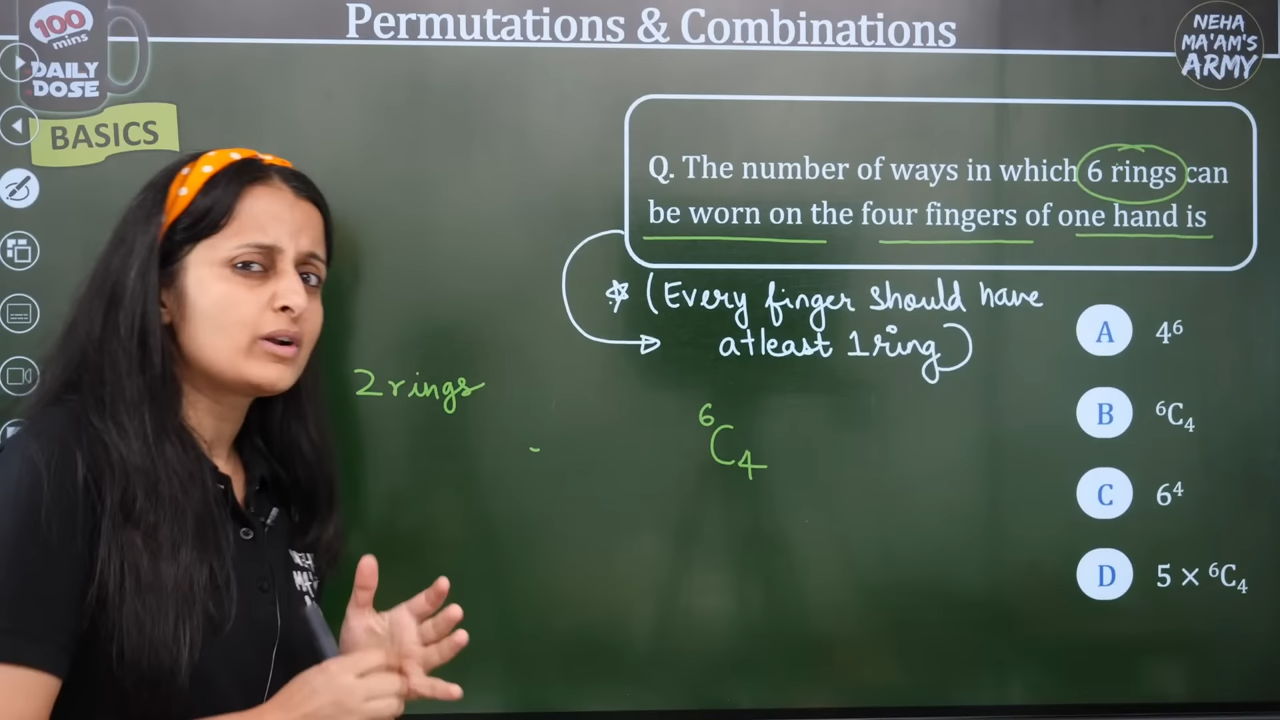 100
mins
DAILY
DOSE
Permutations & Combinations
NEHA
MA'AM'S
ARMY
BASICS
Q. The number of ways in which 6 rings can
be worn on the four fingers of one hand is
(Every finger should have
atleast 1 ring)
A 4⁶
B ⁶C₄
C 6⁴
D 5 × ⁶C₄
2 rings
⁶C₄